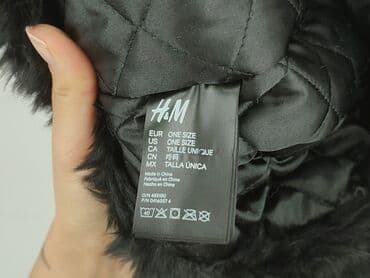 H&M
EUR ONE SIZE
US ONE SIZE
CA TAILLE UNIQUE
CN 均码
MX TALLA ÚNICA
Made in China
Fabriqué en Chine
Hecho en China
40